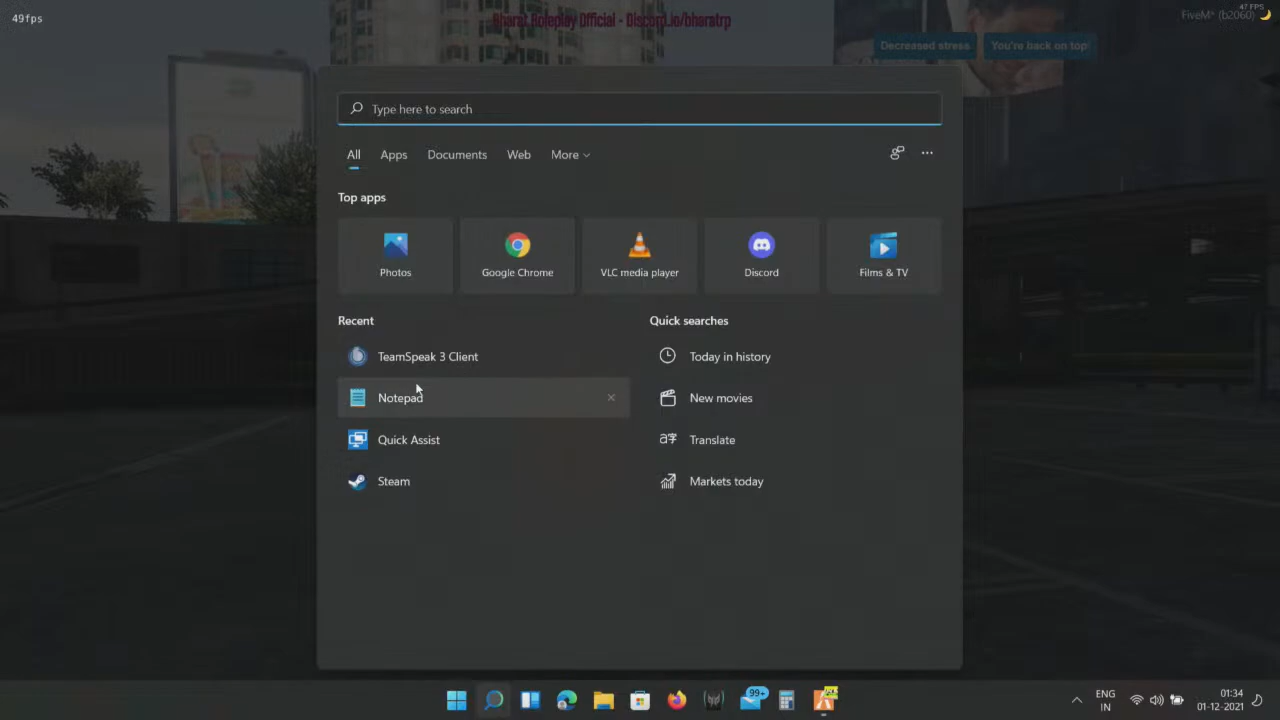 49fps
Bharat Roleplay Official - Discord.io/bharatrp
47 FPS
FiveM® (b2060)
Decreased stress
You're back on top!
Type here to search
All
Apps
Documents
Web
More
Top apps
Photos
Google Chrome
VLC media player
Discord
Films & TV
Recent
Quick searches
TeamSpeak 3 Client
Today in history
Notepad
New movies
Quick Assist
Translate
Steam
Markets today
99+
ENG
IN
01:34
01-12-2021